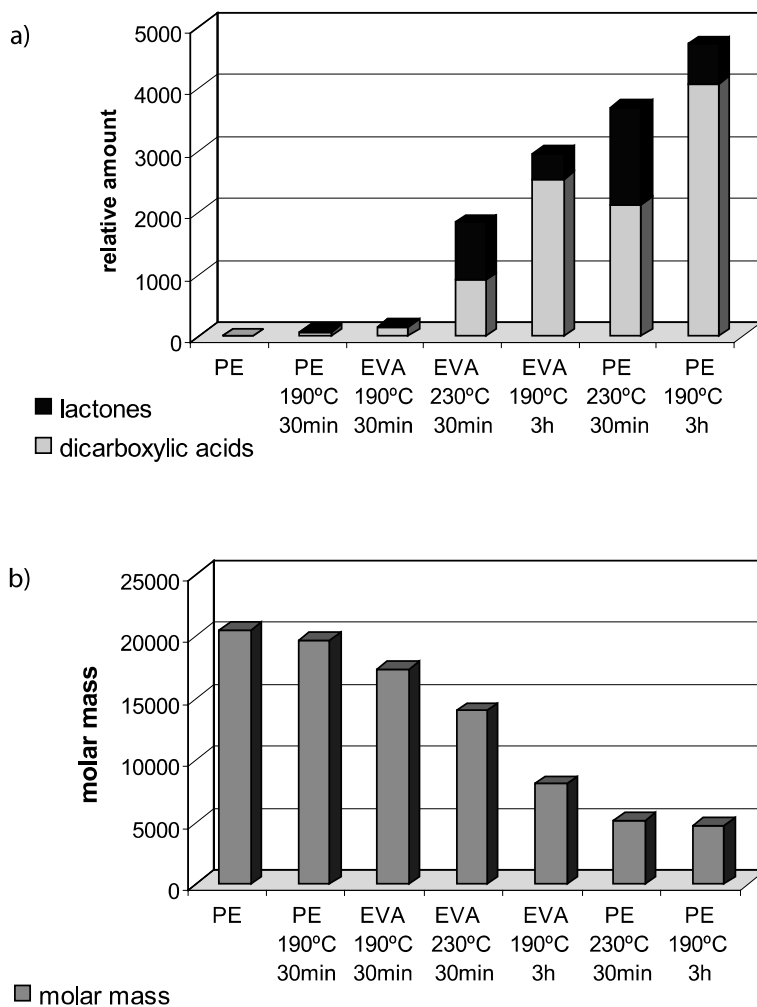 a)
5000
4000
3000
2000
1000
0
relative amount
PE PE EVA EVA EVA PE PE
190ºC 190ºC 230ºC 190ºC 230ºC 190ºC
30min 30min 30min 3h 30min 3h
lactones
dicarboxylic acids
b)
25000
20000
15000
10000
5000
0
molar mass
PE PE EVA EVA EVA PE PE
190ºC 190ºC 230ºC 190ºC 230ºC 190ºC
30min 30min 30min 3h 30min 3h
molar mass